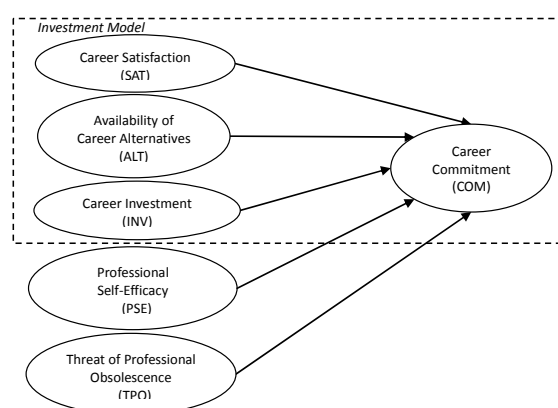 Investment Model
Career Satisfaction
(SAT)
Availability of
Career Alternatives
(ALT)
Career Investment
(INV)
Career
Commitment
(COM)
Professional
Self-Efficacy
(PSE)
Threat of Professional
Obsolescence
(TPO)